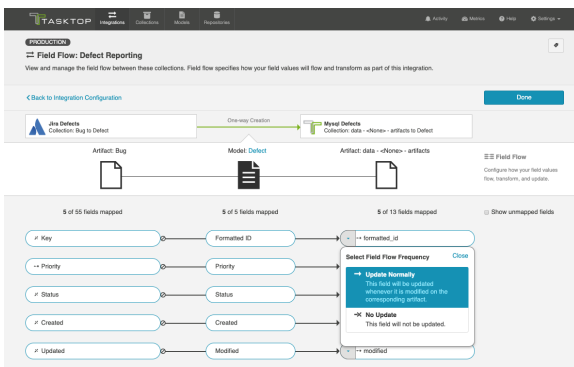 TASKTOP
Integrations
Collections
Models
Repositories
Activity
Metrics
Help
Settings
PRODUCTION
Field Flow: Defect Reporting
View and manage the field flow between these collections. Field flow specifies how your field values will flow and transform as part of this integration.
Back to Integration Configuration
Done
Jira Defects
Collection: Bug to Defect
One-way Creation
Mysql Defects
Collection: data - <None> - artifacts to Defect
Artifact: Bug
Model: Defect
Artifact: data - <None> - artifacts
Field Flow
Configure how your field values
flow, transform, and update.
5 of 55 fields mapped
5 of 5 fields mapped
5 of 13 fields mapped
Show unmapped fields
Key
Formatted ID
formatted_id
Priority
Priority
Status
Status
Created
Created
Updated
Modified
modified
Select Field Flow Frequency
Close
Update Normally
This field will be updated
whenever it is modified on the
corresponding artifact.
No Update
This field will not be updated.